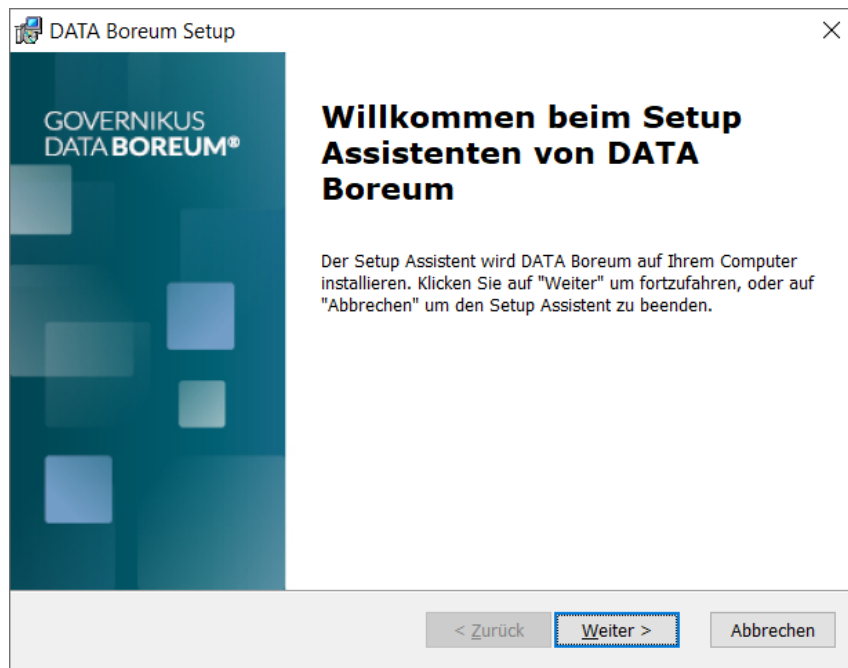 DATA Boreum Setup
GOVERNIKUS
DATA BOREUM®
Willkommen beim Setup
Assistenten von DATA
Boreum
Der Setup Assistent wird DATA Boreum auf Ihrem Computer
installieren. Klicken Sie auf "Weiter" um fortzufahren, oder auf
"Abbrechen" um den Setup Assistent zu beenden.
< Zurück Weiter > Abbrechen